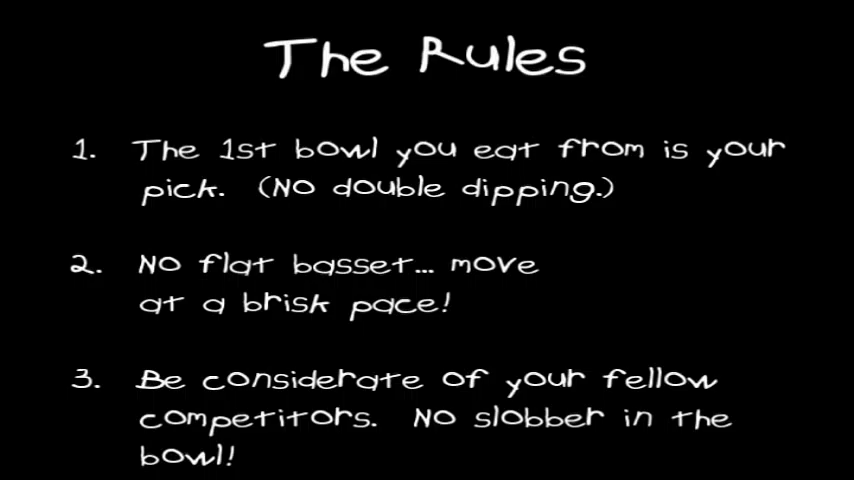 The Rules
1. The 1st bowl you eat from is your
pick. (No double dipping.)
2. No flat basset... move
at a brisk pace!
3. Be considerate of your fellow
competitors. No slobber in the
bowl!